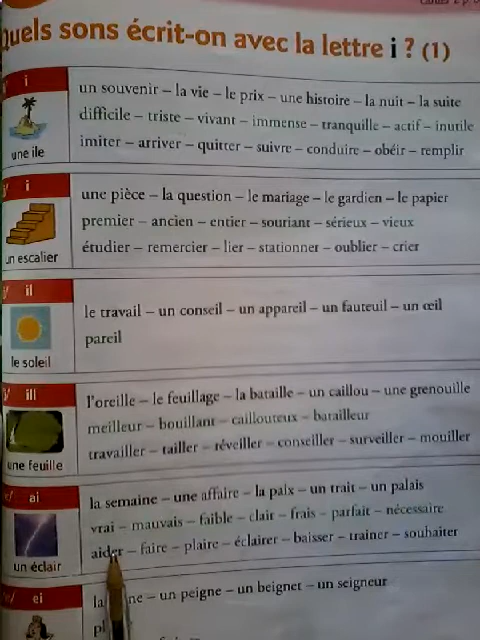 quels sons écrit-on avec la lettre i ? (1)
i
un souvenir – la vie – le prix – une histoire – la nuit – la suite
difficile – triste – vivant – immense – tranquille – actif – inutile
imiter – arriver – quitter – suivre – conduire – obéir – remplir
une ile
i
une pièce – la question – le mariage – le gardien – le papier
premier – ancien – entier – souriant – sérieux – vieux
étudier – remercier – lier – stationner – oublier – crier
un escalier
il
le travail – un conseil – un appareil – un fauteuil – un œil
pareil
le soleil
ill
l'oreille – le feuillage – la bataille – un caillou – une grenouille
meilleur – bouillant – caillouteux – batailleur
travailler – tailler – réveiller – conseiller – surveiller – mouiller
une feuille
ai
la semaine – une affaire – la paix – un trait – un palais
vrai – mauvais – faible – clair – frais – parfait – nécessaire
aider – faire – plaire – éclairer – baisser – trainer – souhaiter
un éclair
ei
la – un peigne – un beignet – un seigneur